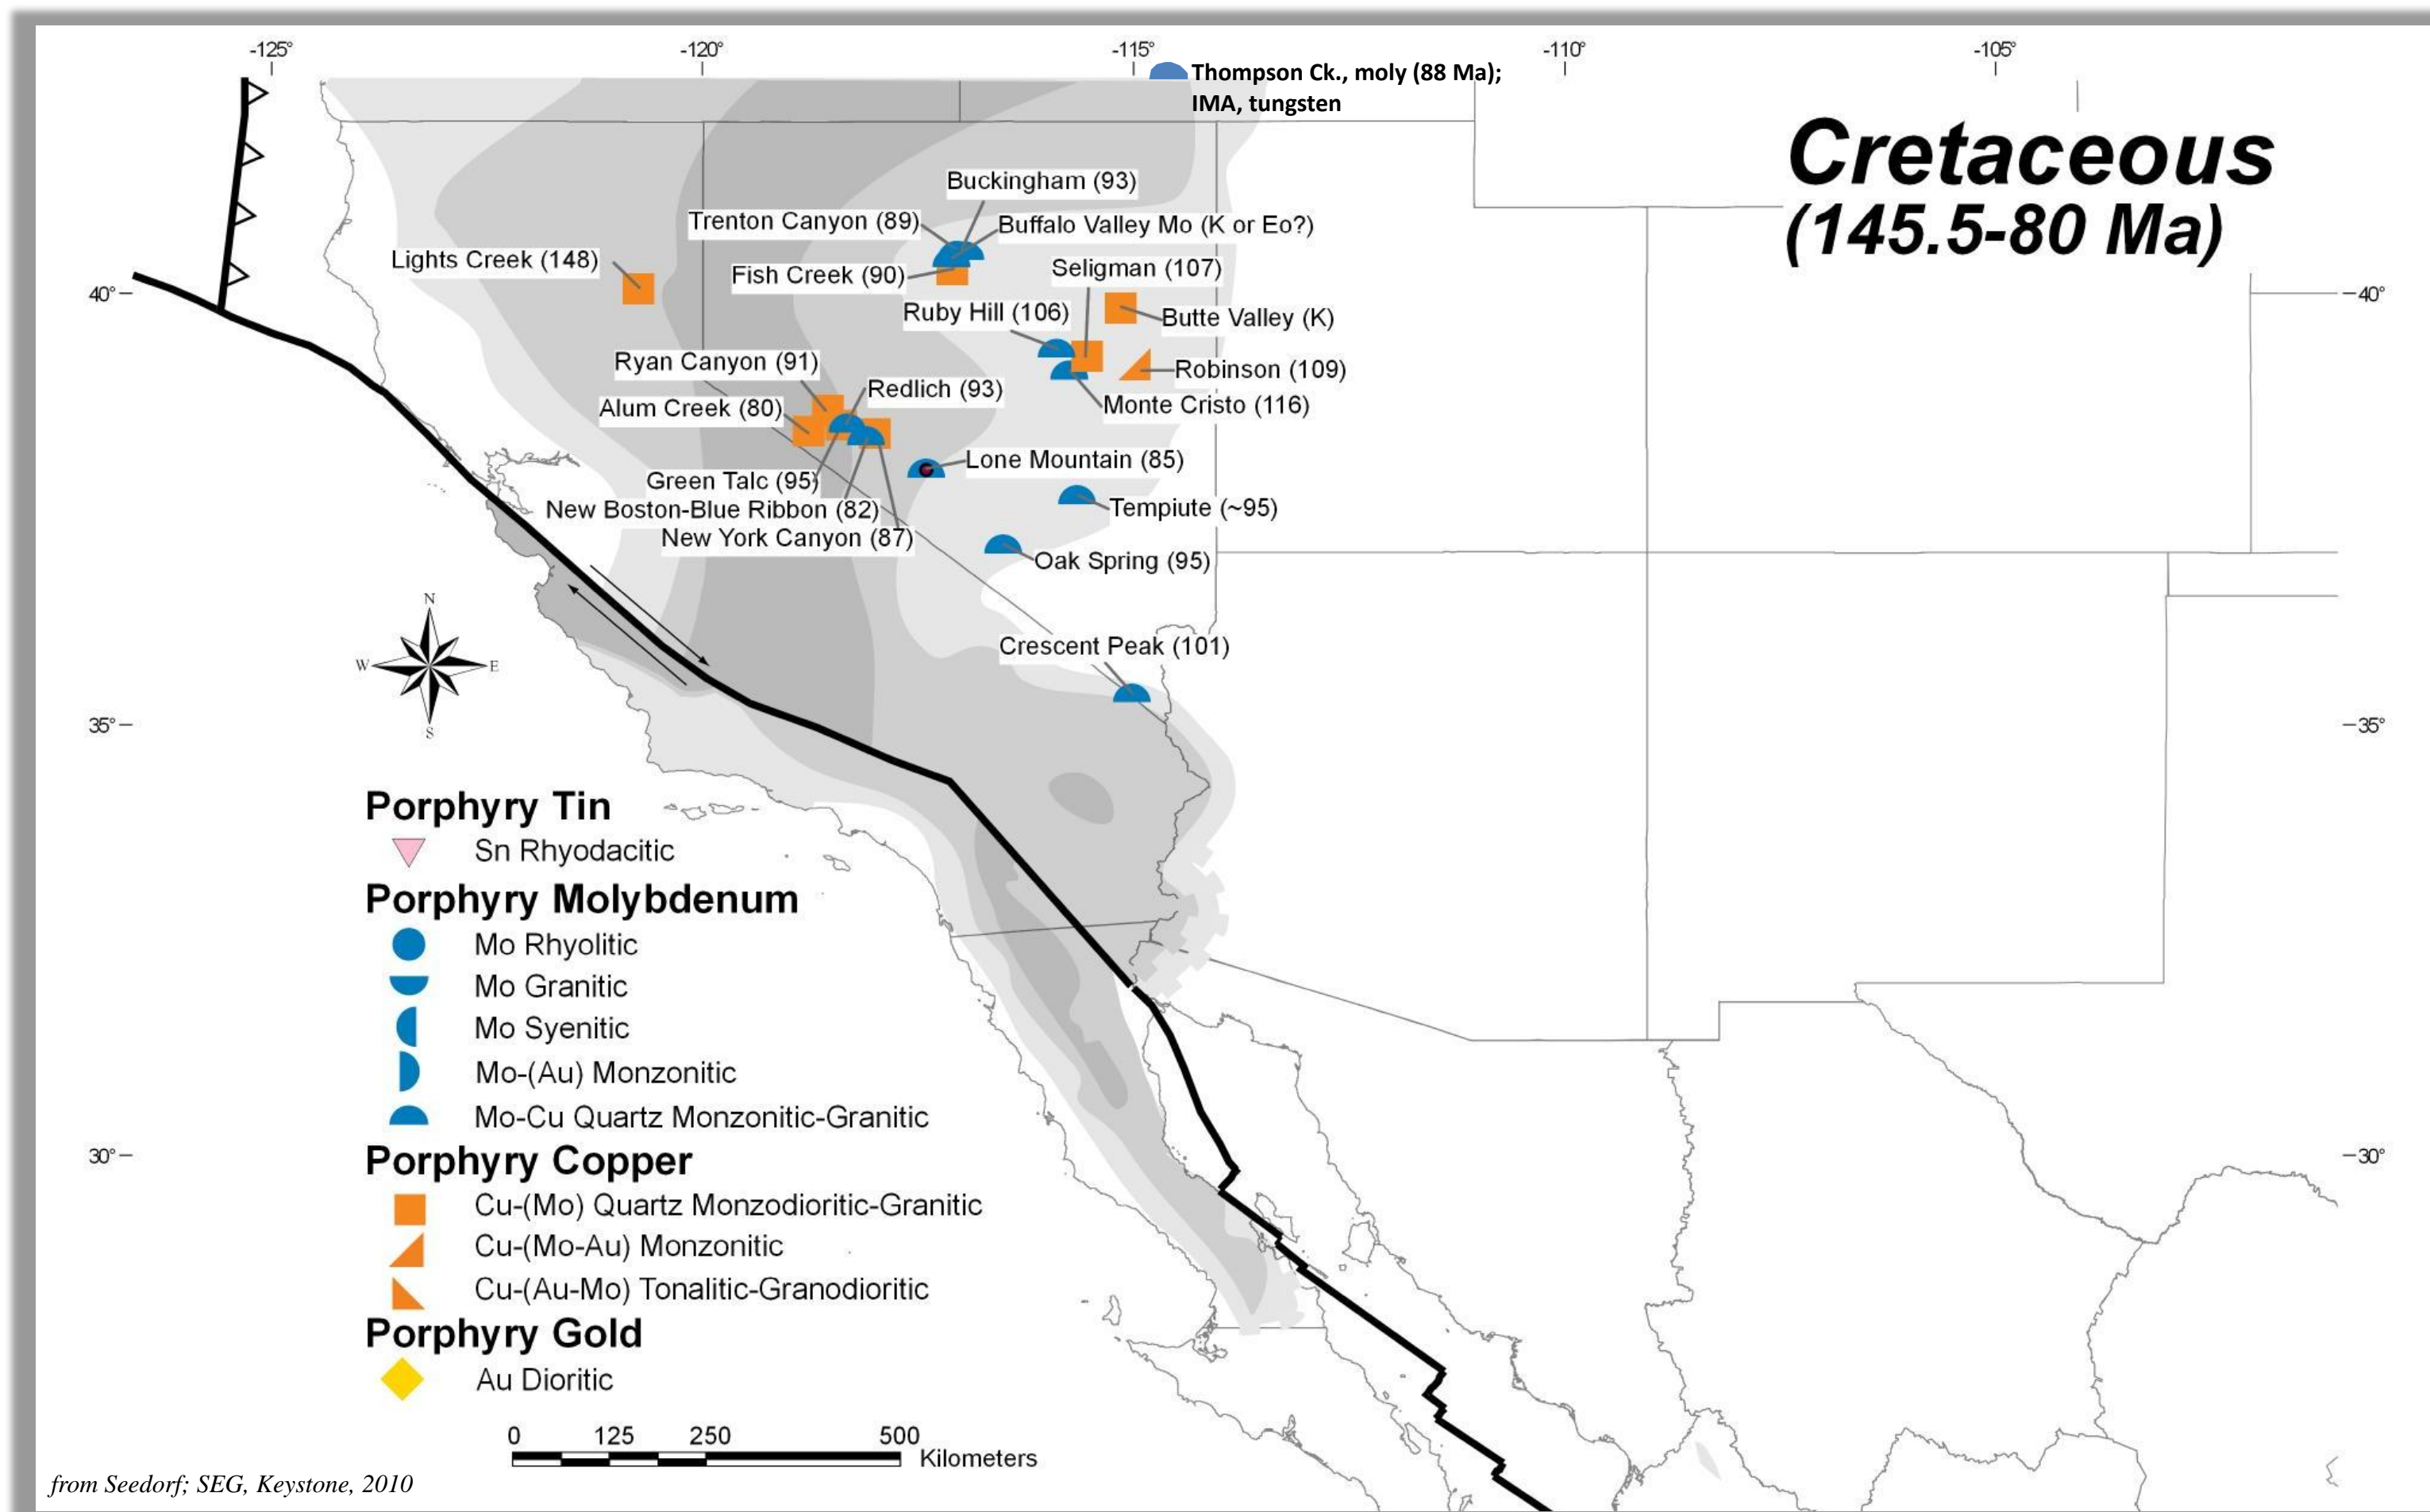 -125° -120° -115° -110° -105°
Thompson Ck., moly (88 Ma);
IMA, tungsten
Cretaceous
(145.5-80 Ma)
Buckingham (93)
Trenton Canyon (89)
Buffalo Valley Mo (K or Eo?)
Lights Creek (148)
Fish Creek (90)
Seligman (107)
40°
40°
Ruby Hill (106)
Butte Valley (K)
Ryan Canyon (91)
Robinson (109)
Redlich (93)
Alum Creek (80)
Monte Cristo (116)
Lone Mountain (85)
Green Talc (95)
New Boston-Blue Ribbon (82)
Tempiute (~95)
New York Canyon (87)
Oak Spring (95)
N
W
E
S
Crescent Peak (101)
35°
35°
Porphyry Tin
Sn Rhyodacitic
Porphyry Molybdenum
Mo Rhyolitic
Mo Granitic
Mo Syenitic
Mo-(Au) Monzonitic
Mo-Cu Quartz Monzonitic-Granitic
30°
30°
Porphyry Copper
Cu-(Mo) Quartz Monzodioritic-Granitic
Cu-(Mo-Au) Monzonitic
Cu-(Au-Mo) Tonalitic-Granodioritic
Porphyry Gold
Au Dioritic
0 125 250 500
Kilometers
from Seedorf; SEG, Keystone, 2010